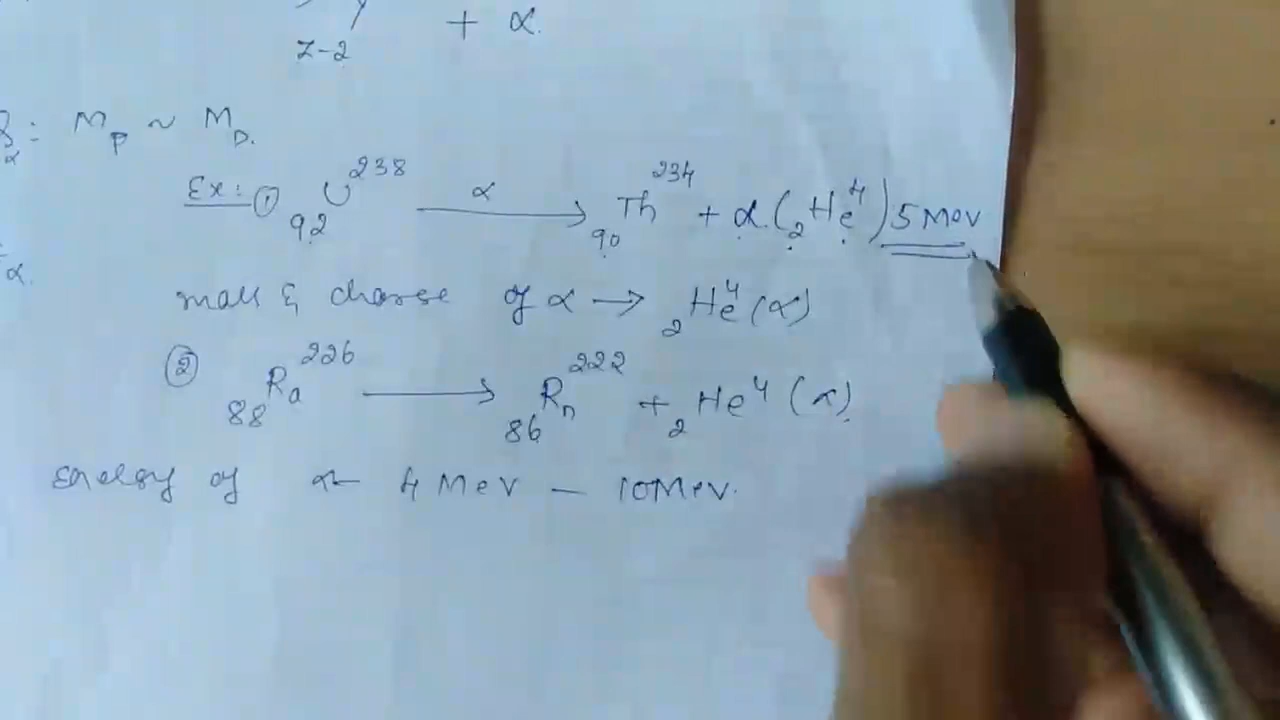 y + α.
z-2
: Mp ~ MD.
Ex: ① 92U238 α → 90Th234 + α.(2He4) 5 MeV
α.
mass & charge of α → 2He4 (α)
② 88Ra226 → 86Rn222 + 2He4 (α)
Energy of α - 4 MeV - 10 MeV.